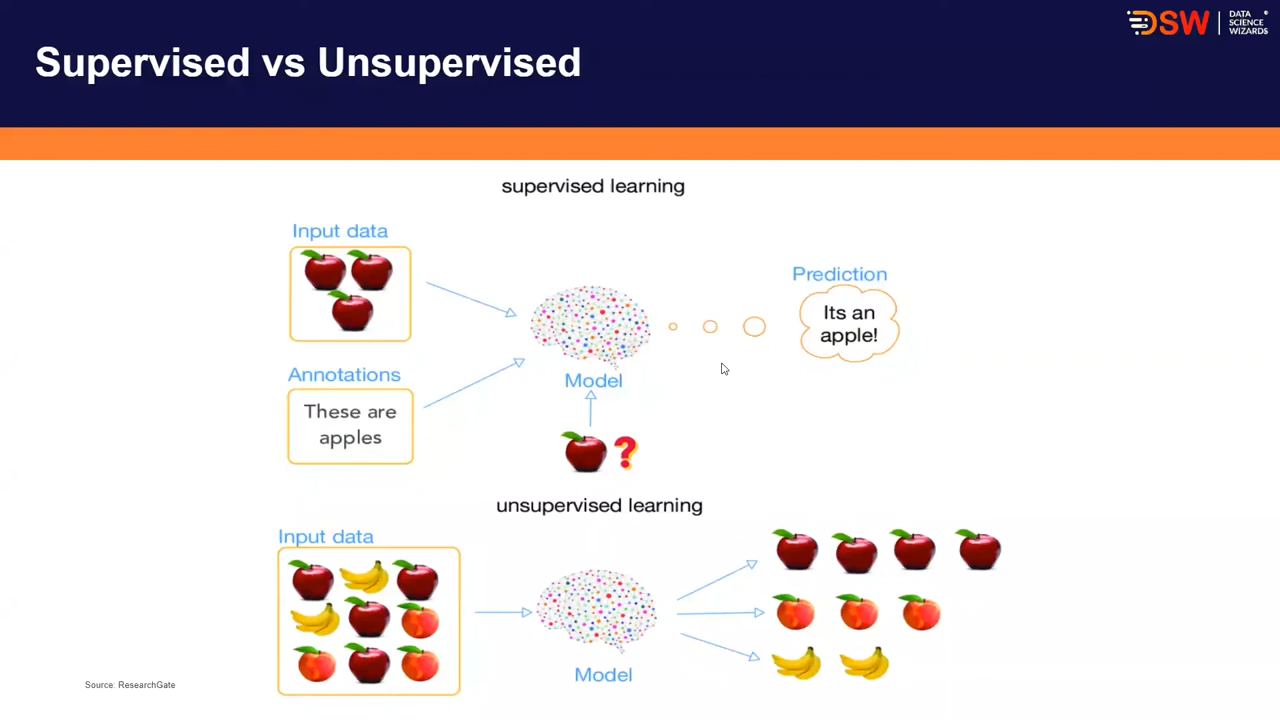 DSW
DATA
SCIENCE
WIZARDS
Supervised vs Unsupervised
supervised learning
Input data
Annotations
These are
apples
Model
?
Prediction
Its an
apple!
unsupervised learning
Input data
Model
Source: ResearchGate